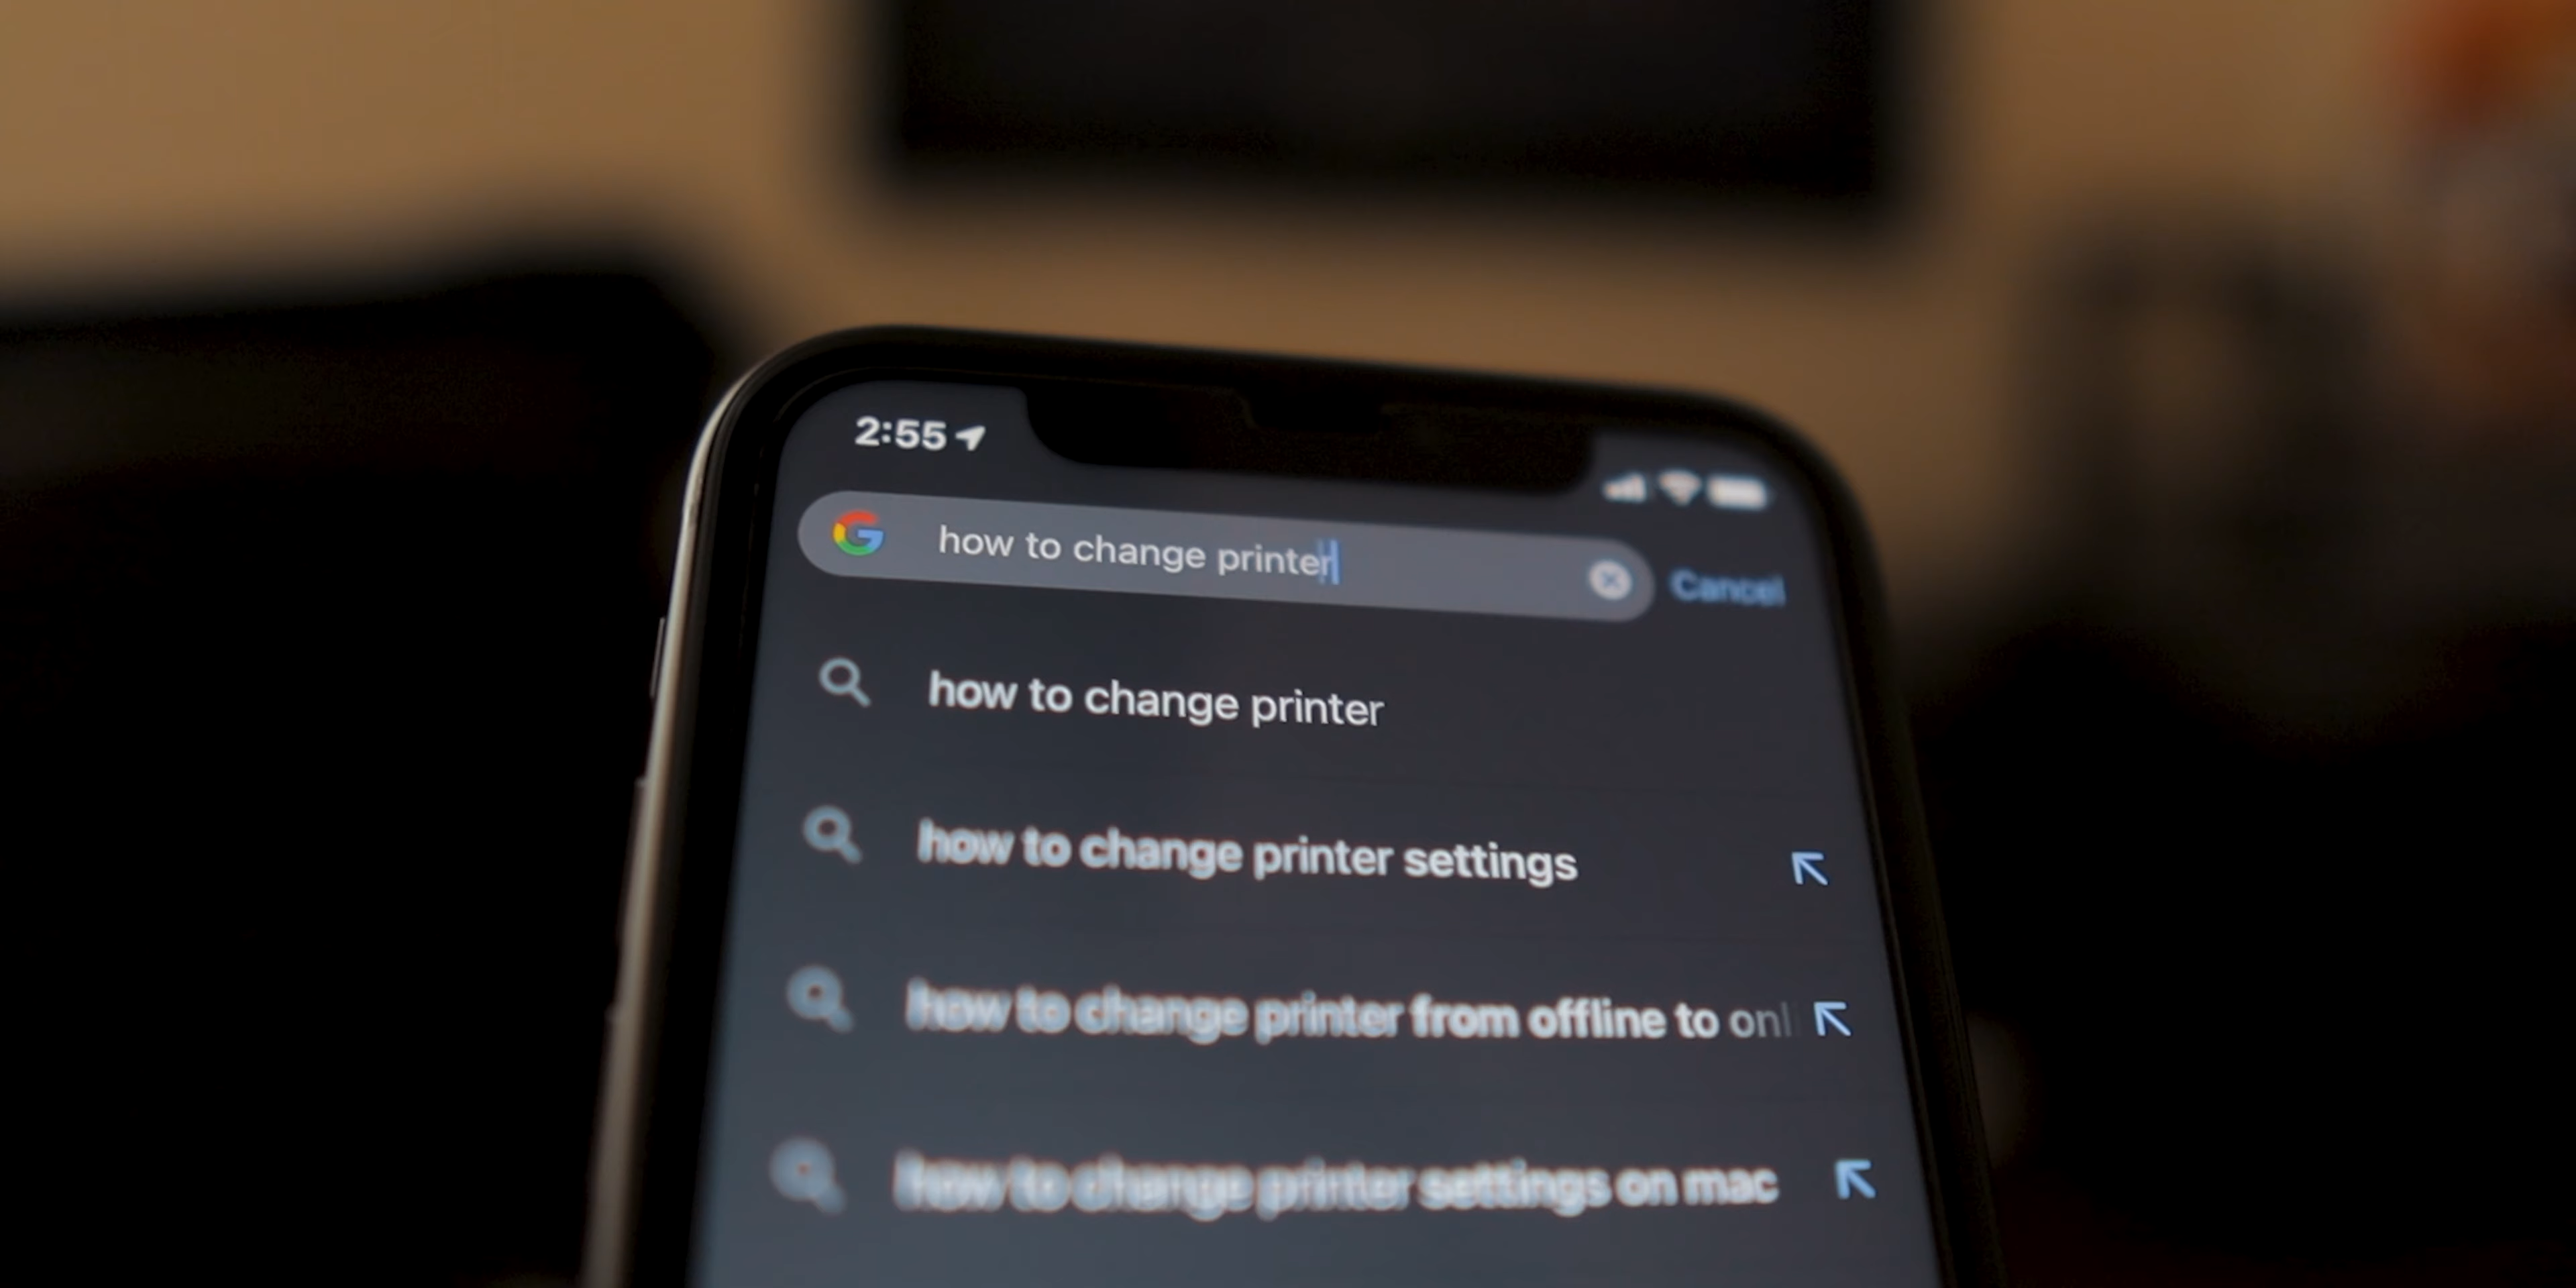 2:55
how to change printer
Cancel
how to change printer
how to change printer settings
how to change printer from offline to onl
how to change printer settings on mac